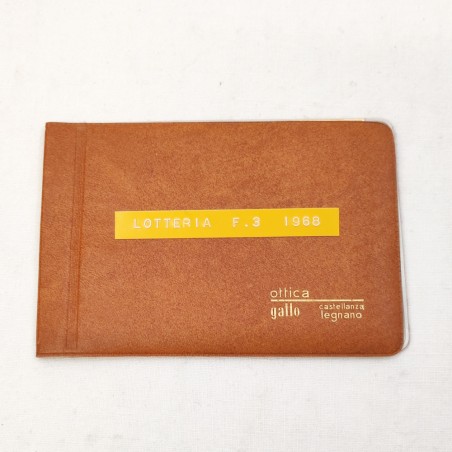 LOTTERIA F.3 1968
ottica
gallo castellanza
legnano